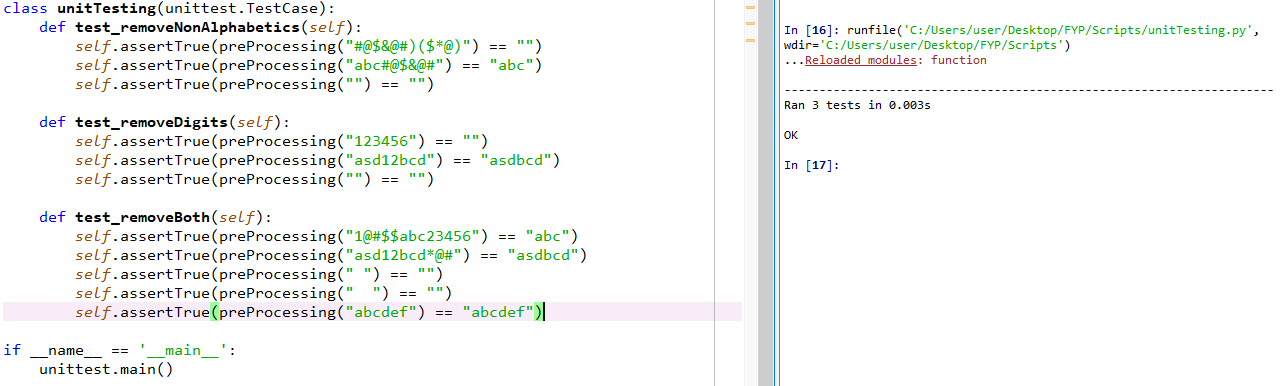 class unitTesting(unittest.TestCase):
    def test_removeNonAlphabetics(self):
        self.assertTrue(preProcessing("#@$&@#)($*@)") == "")
        self.assertTrue(preProcessing("abc#@$&@#") == "abc")
        self.assertTrue(preProcessing("") == "")
    def test_removeDigits(self):
        self.assertTrue(preProcessing("123456") == "")
        self.assertTrue(preProcessing("asd12bcd") == "asdbcd")
        self.assertTrue(preProcessing("") == "")
    def test_removeBoth(self):
        self.assertTrue(preProcessing("1@#$$abc23456") == "abc")
        self.assertTrue(preProcessing("asd12bcd*@#") == "asdbcd")
        self.assertTrue(preProcessing(" ") == "")
        self.assertTrue(preProcessing("  ") == "")
        self.assertTrue(preProcessing("abcdef") == "abcdef")
if __name__ == '__main__':
    unittest.main()
In [16]: runfile('C:/Users/user/Desktop/FYP/Scripts/unitTesting.py',
wdir='C:/Users/user/Desktop/FYP/Scripts')
...Reloaded modules: function
----------------------------------------------------------------------
Ran 3 tests in 0.003s
OK
In [17]: